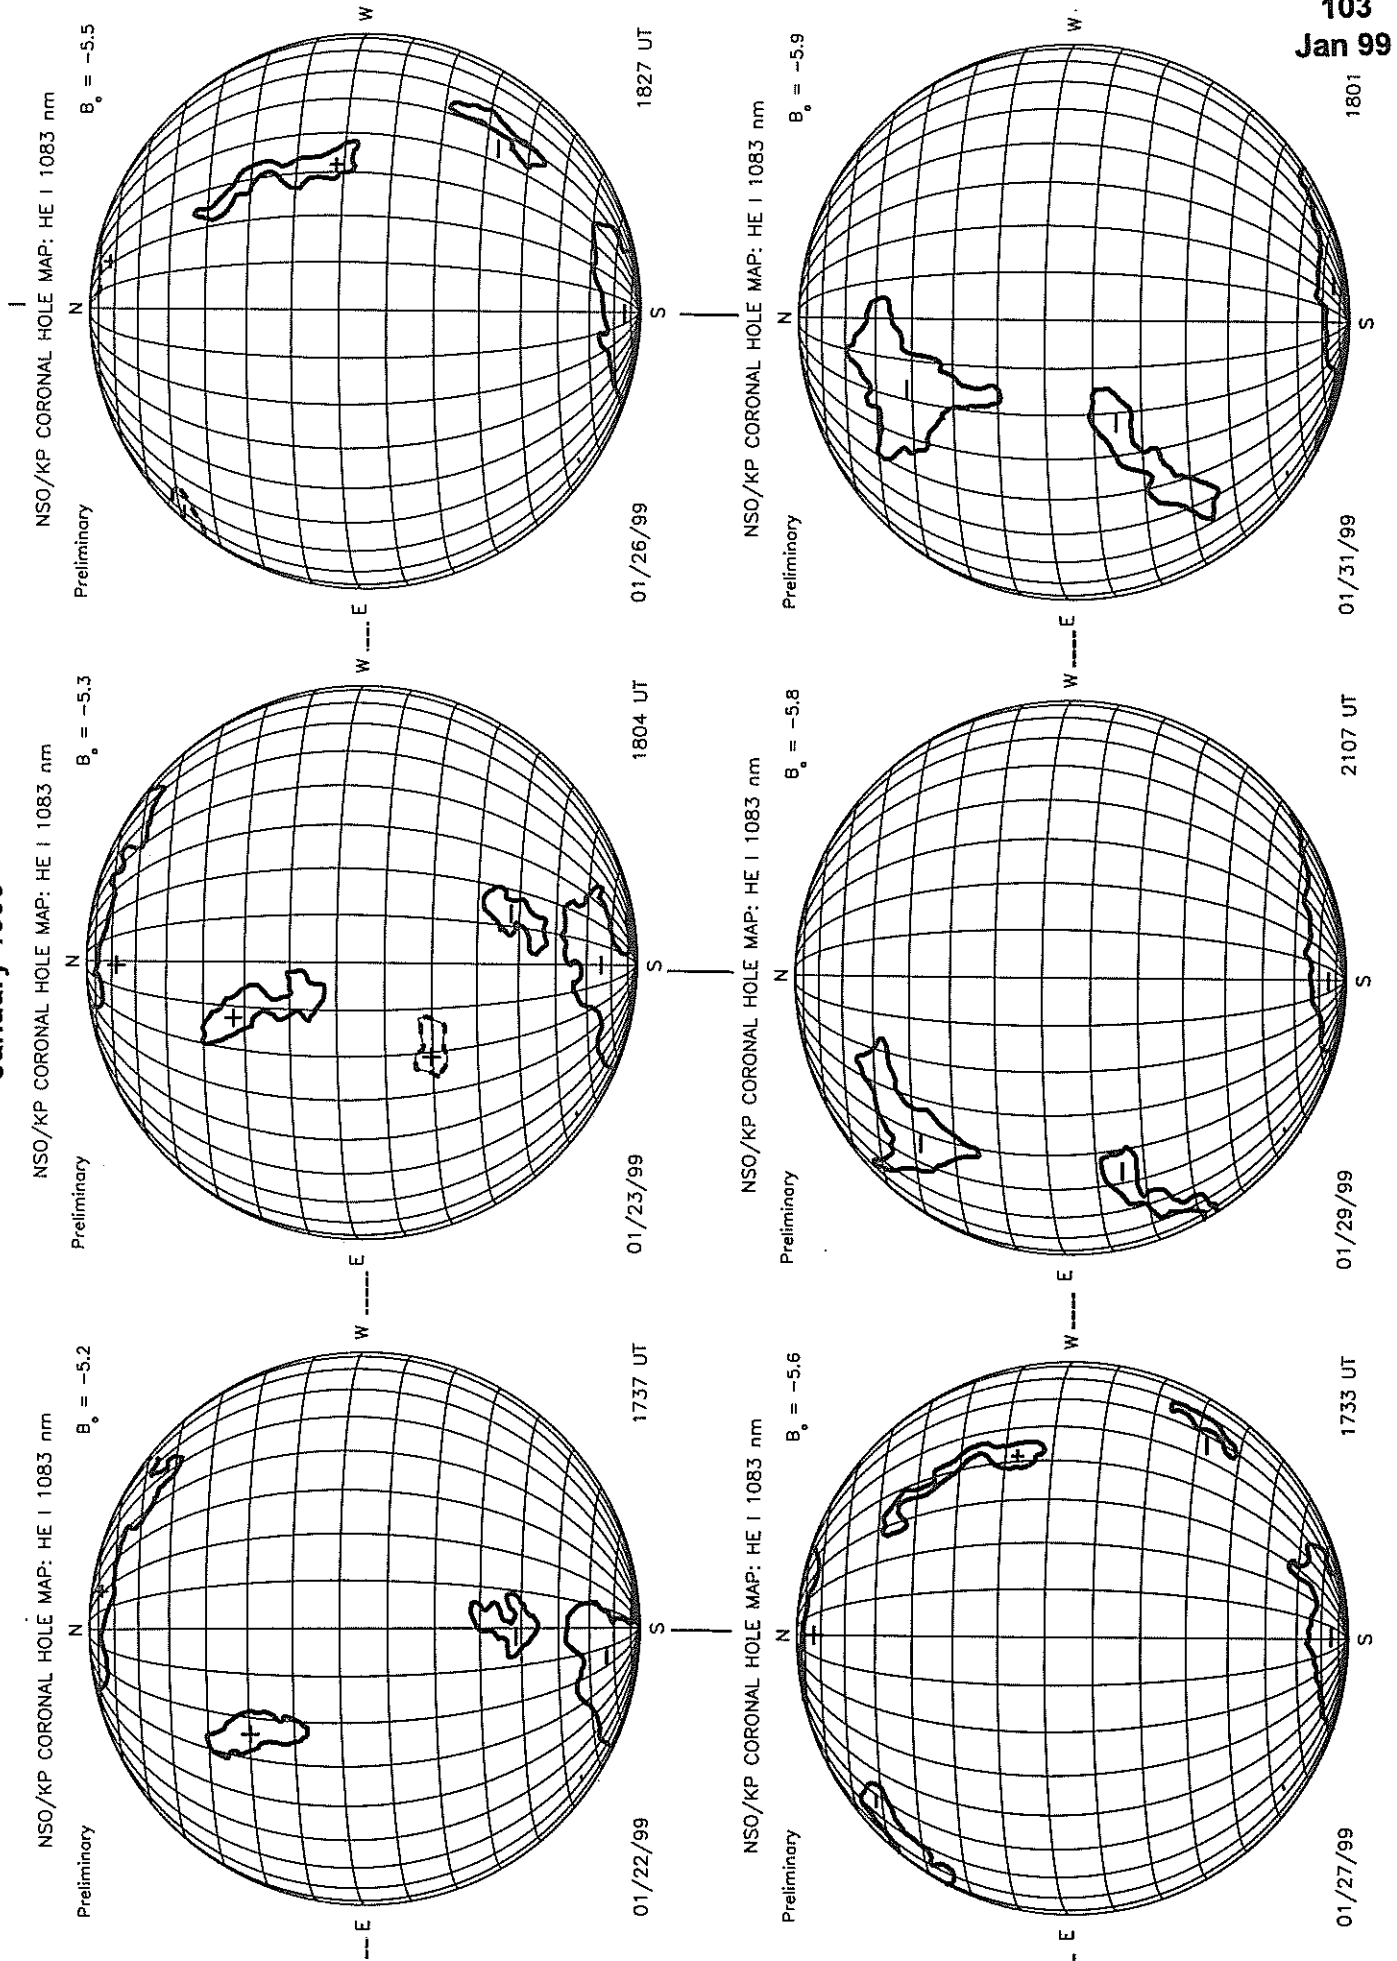 103
Jan 99
NSO/KP CORONAL HOLE MAP: HE I 1083 nm
Preliminary
B₀ = −5.2
N
E
W
S
01/22/99
1737 UT
NSO/KP CORONAL HOLE MAP: HE I 1083 nm
Preliminary
B₀ = −5.3
N
E
W
S
01/23/99
1804 UT
NSO/KP CORONAL HOLE MAP: HE I 1083 nm
Preliminary
B₀ = −5.5
N
E
W
S
01/26/99
1827 UT
NSO/KP CORONAL HOLE MAP: HE I 1083 nm
Preliminary
B₀ = −5.6
N
E
W
S
01/27/99
1733 UT
NSO/KP CORONAL HOLE MAP: HE I 1083 nm
Preliminary
B₀ = −5.8
N
E
W
S
01/29/99
2107 UT
NSO/KP CORONAL HOLE MAP: HE I 1083 nm
Preliminary
B₀ = −5.9
N
E
W
S
01/31/99
1801